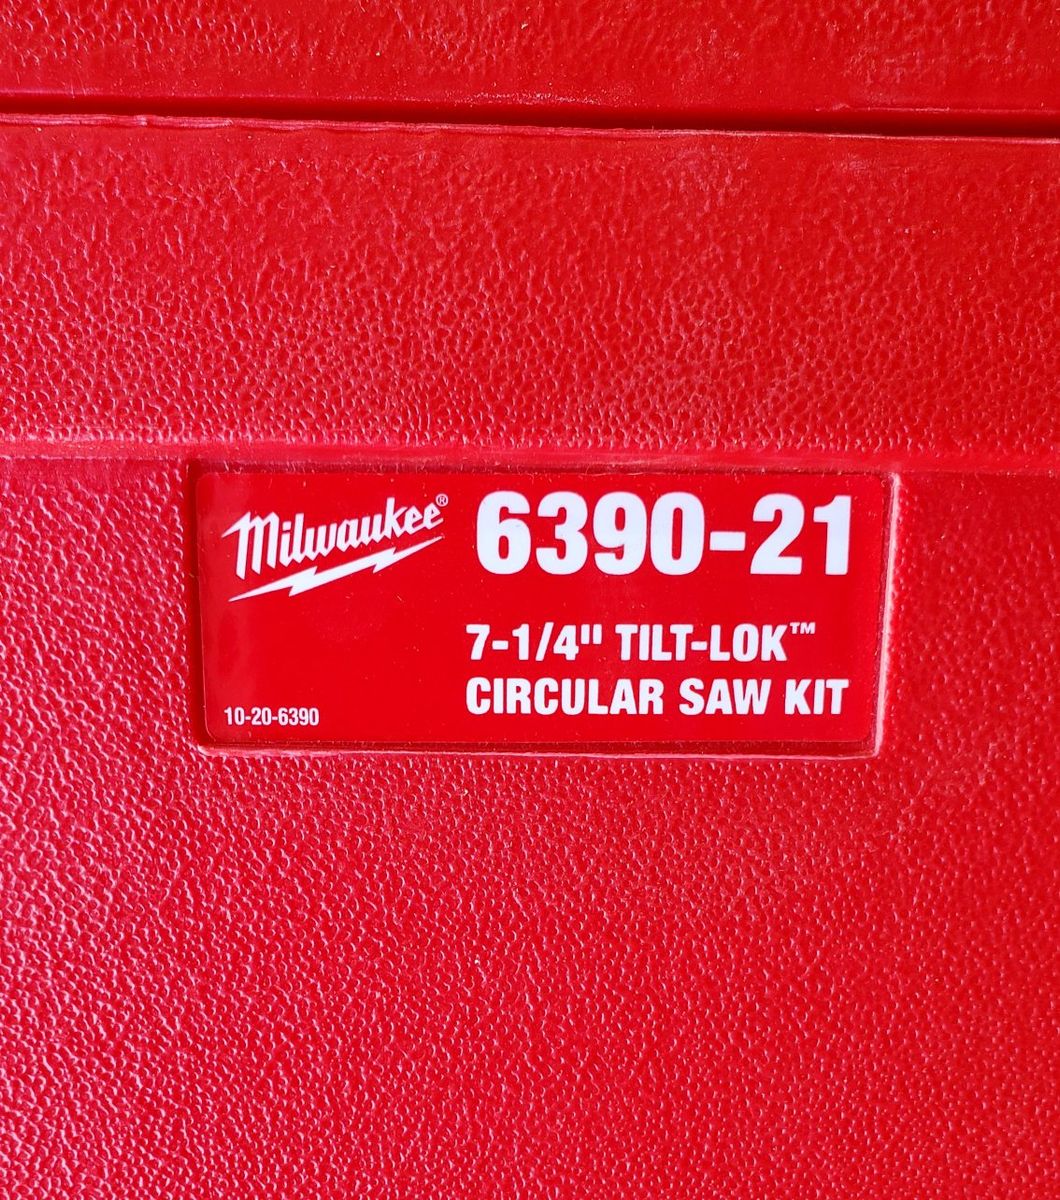 Milwaukee®
6390-21
7-1/4" TILT-LOK™
CIRCULAR SAW KIT
10-20-6390